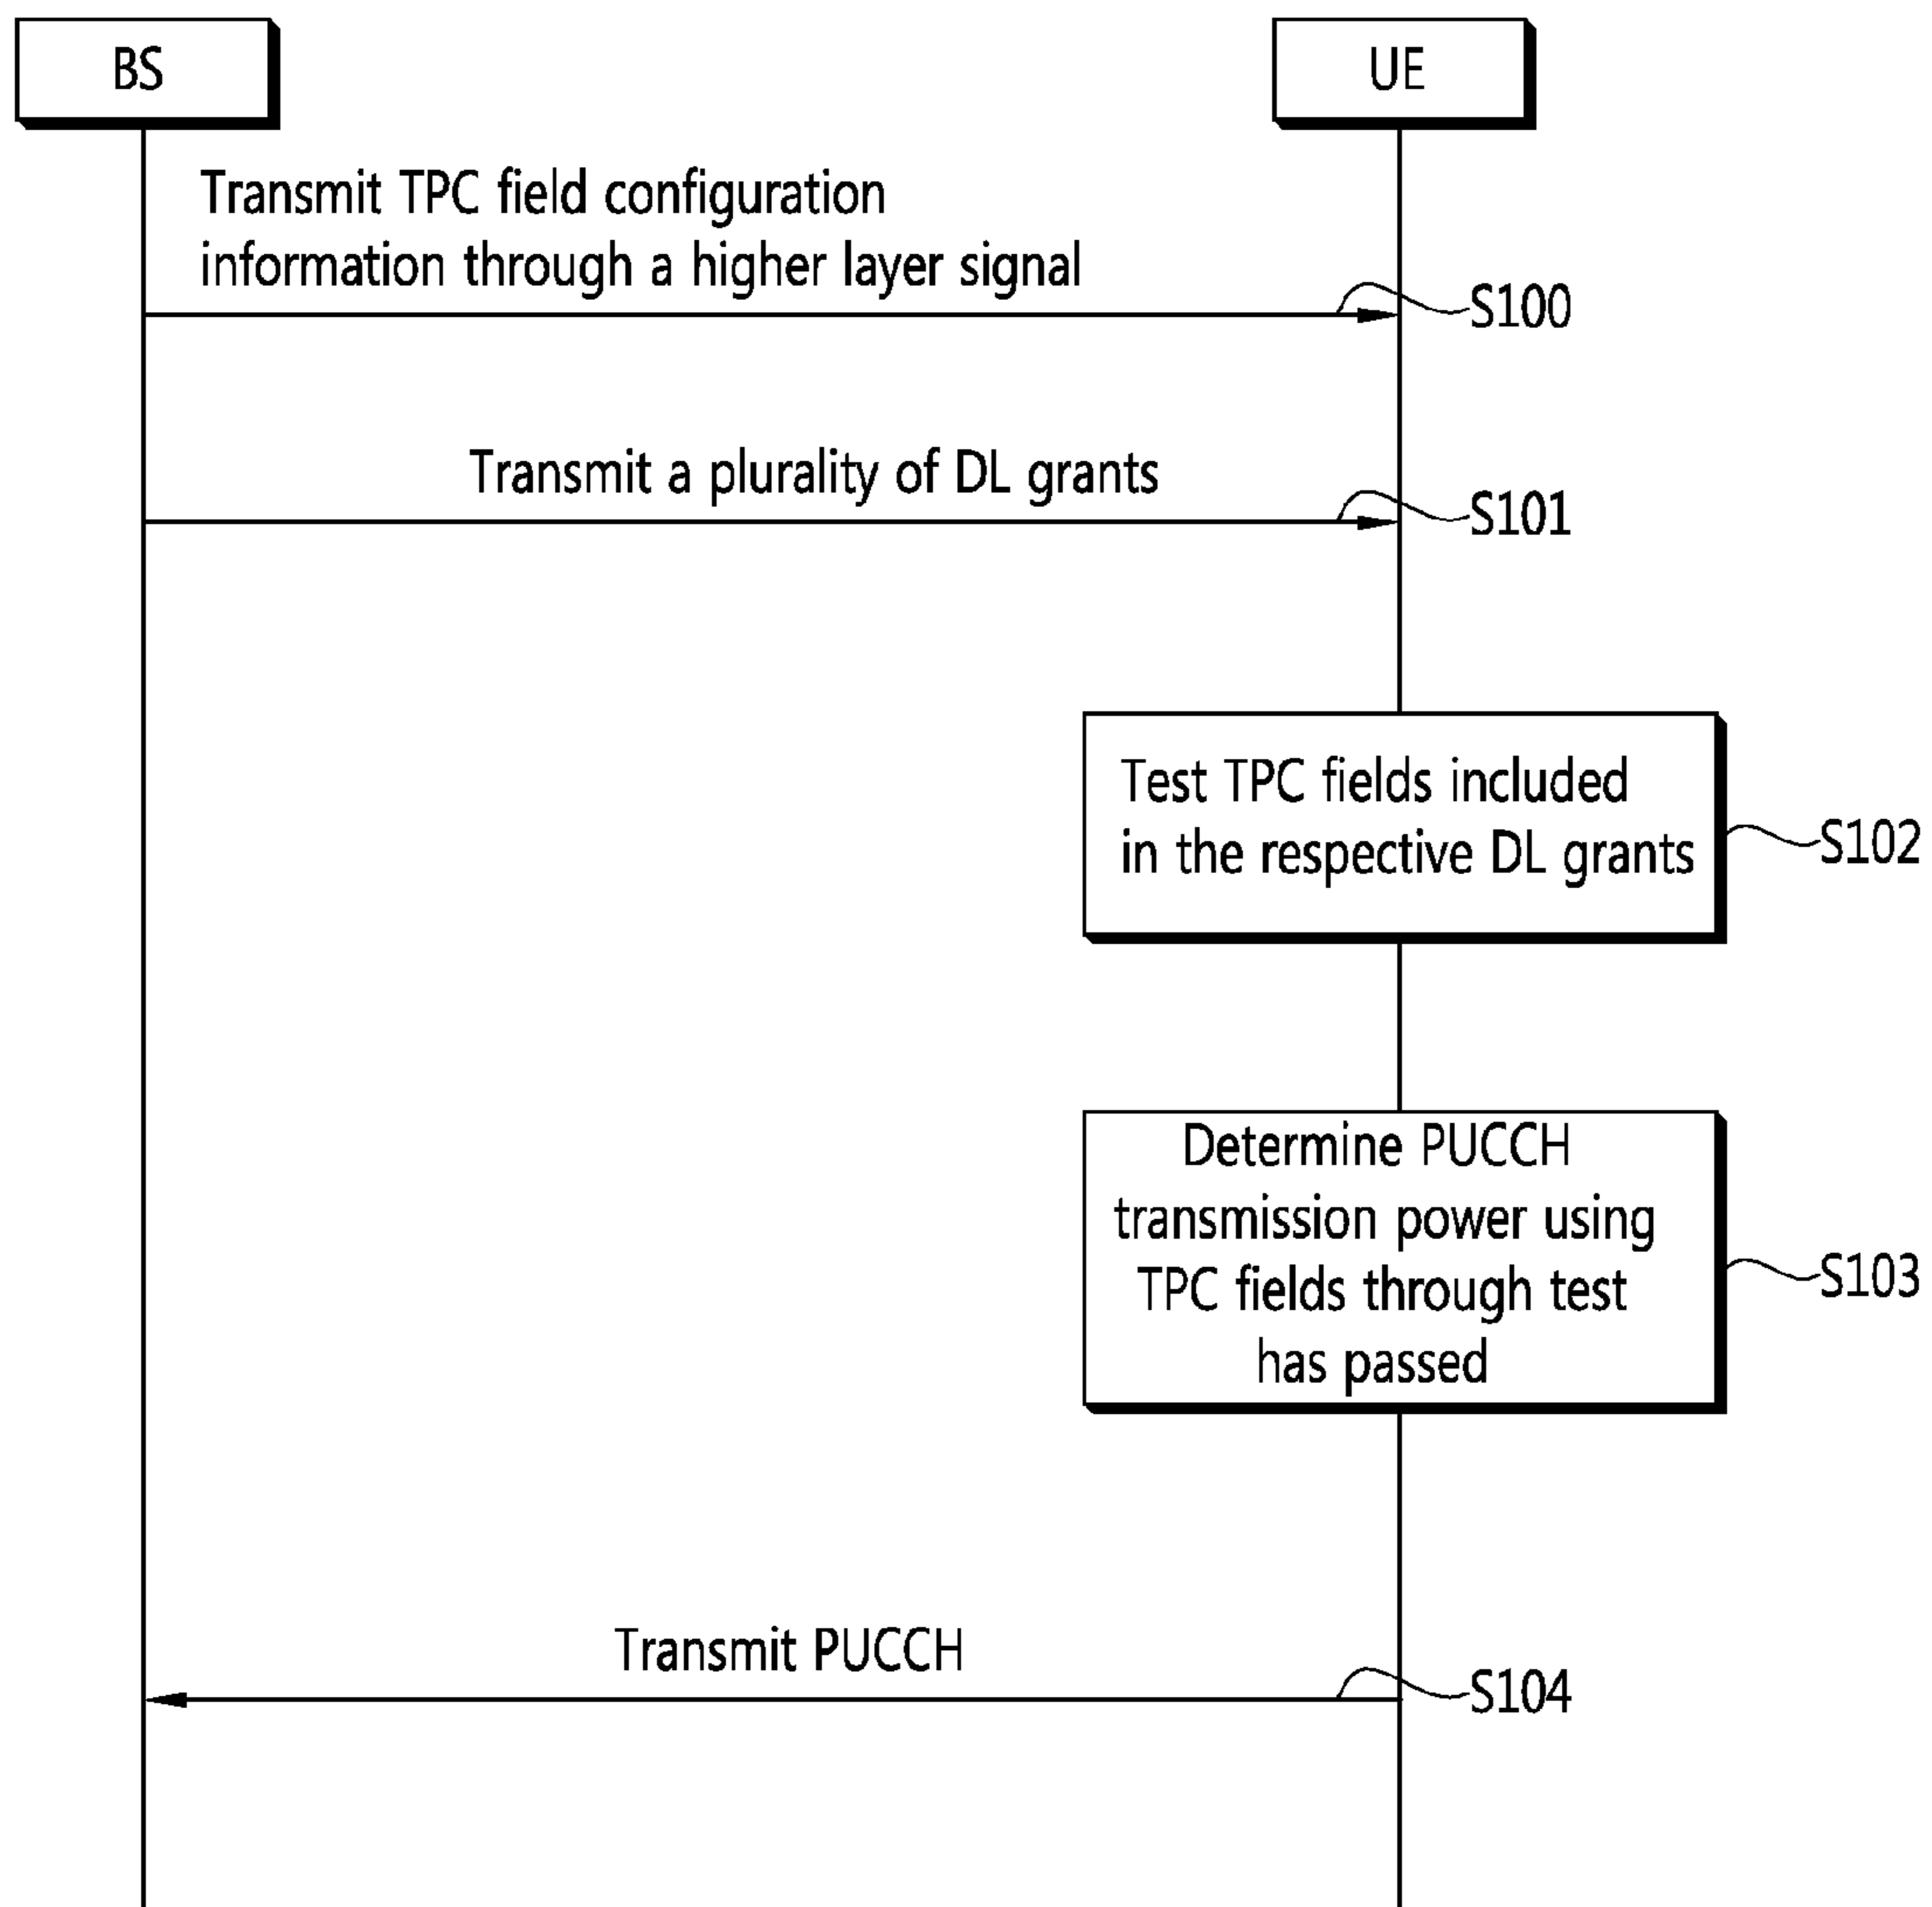 BS
UE
Transmit TPC field configuration
information through a higher layer signal
S100
Transmit a plurality of DL grants
S101
Test TPC fields included
in the respective DL grants
S102
Determine PUCCH
transmission power using
TPC fields through test
has passed
S103
Transmit PUCCH
S104